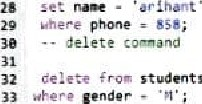 28 set name = 'arihant'
29 where phone = 858;
30 -- delete command
31
32 delete from students
33 where gender = 'M';